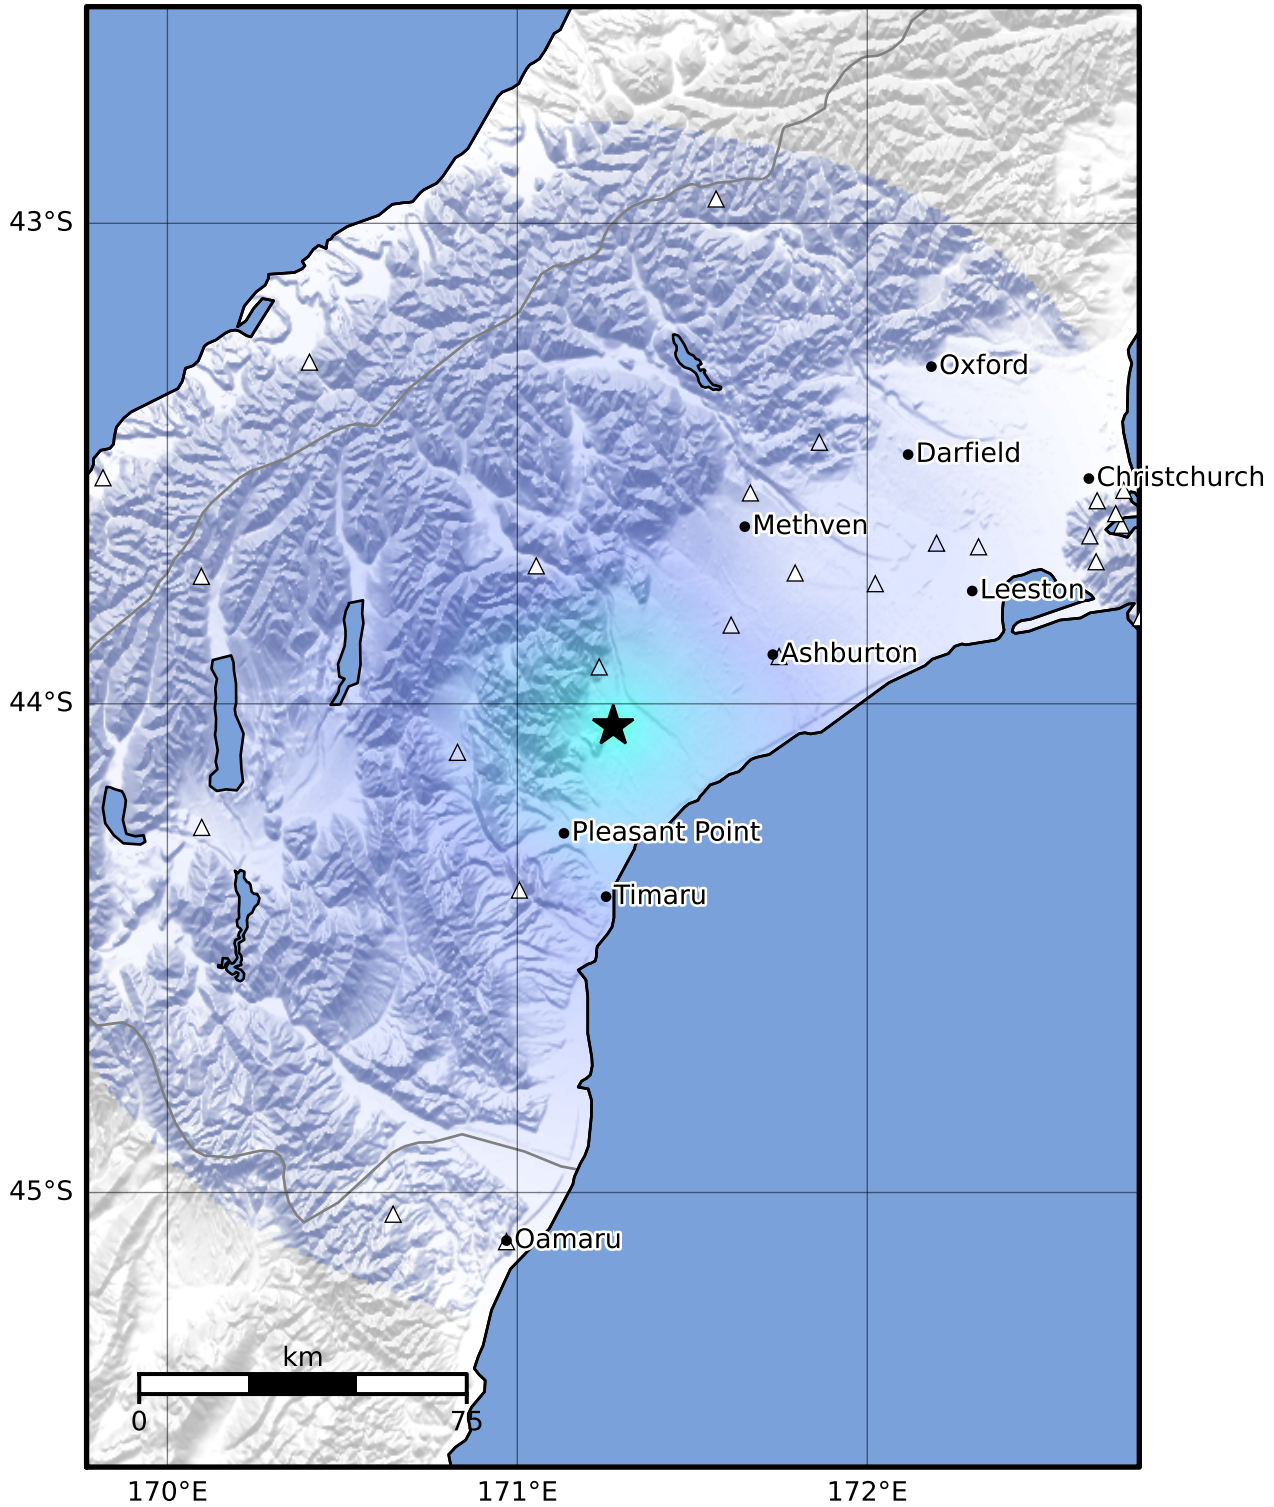 43°S
Oxford
Darfield
Christchurch
Methven
Leeston
Ashburton
44°S
Pleasant Point
Timaru
45°S
Oamaru
km
0
75
170°E
171°E
172°E